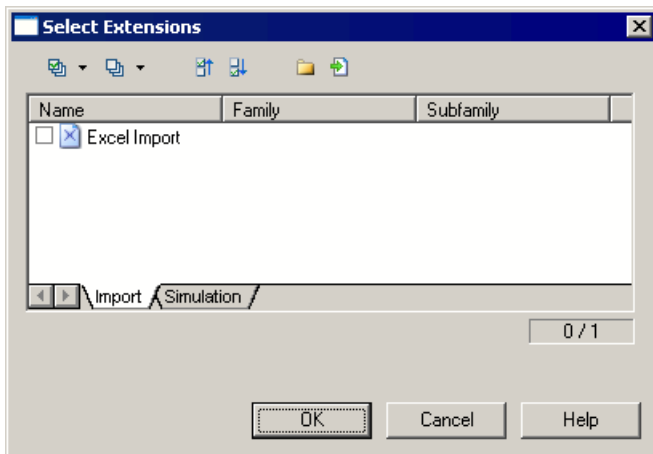 Select Extensions
Name Family Subfamily
Excel Import
Import Simulation
0 / 1
OK Cancel Help